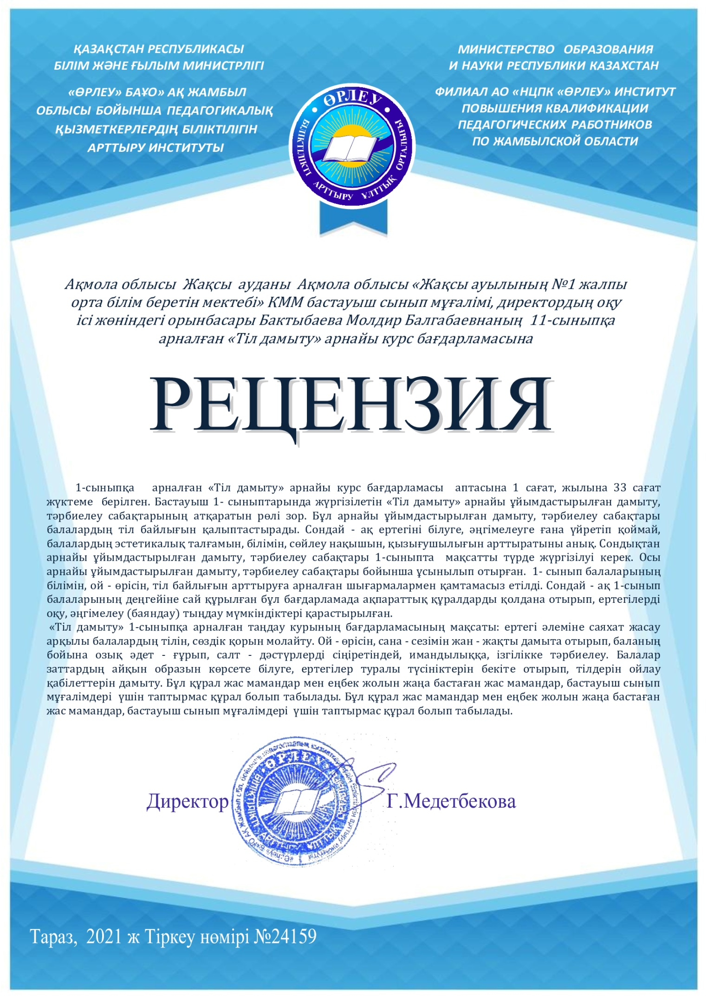 ҚАЗАҚСТАН РЕСПУБЛИКАСЫ
БІЛІМ ЖӘНЕ ҒЫЛЫМ МИНИСТРЛІГІ
«ӨРЛЕУ» БАҰО» АҚ ЖАМБЫЛ
ОБЛЫСЫ БОЙЫНША ПЕДАГОГИКАЛЫҚ
ҚЫЗМЕТКЕРЛЕРДІҢ БІЛІКТІЛІГІН
АРТТЫРУ ИНСТИТУТЫ
МИНИСТЕРСТВО ОБРАЗОВАНИЯ
И НАУКИ РЕСПУБЛИКИ КАЗАХСТАН
ФИЛИАЛ АО «НЦПК «ӨРЛЕУ» ИНСТИТУТ
ПОВЫШЕНИЯ КВАЛИФИКАЦИИ
ПЕДАГОГИЧЕСКИХ РАБОТНИКОВ
ПО ЖАМБЫЛСКОЙ ОБЛАСТИ
ӨРЛЕУ
БІЛІКТІЛІКТІ АРТТЫРУ ҰЛТТЫҚ ОРТАЛЫҒЫ
Ақмола облысы Жақсы ауданы Ақмола облысы «Жақсы ауылының №1 жалпы
орта білім беретін мектебі» КММ бастауыш сынып мұғалімі, директордың оқу
ісі жөніндегі орынбасары Бактыбаева Молдир Балгабаевнаның 11-сыныпқа
арналған «Тіл дамыту» арнайы курс бағдарламасына
РЕЦЕНЗИЯ
1-сыныпқа арналған «Тіл дамыту» арнайы курс бағдарламасы аптасына 1 сағат, жылына 33 сағат
жүктеме берілген. Бастауыш 1- сыныптарында жүргізілетін «Тіл дамыту» арнайы ұйымдастырылған дамыту,
тәрбиелеу сабақтарының атқаратын рөлі зор. Бұл арнайы ұйымдастырылған дамыту, тәрбиелеу сабақтары
балалардың тіл байлығын қалыптастырады. Сондай - ақ ертегіні білуге, әңгімелеуге ғана үйретіп қоймай,
балалардың эстетикалық талғамын, білімін, сөйлеу нақышын, қызығушылығын арттыратыны анық. Сондықтан
арнайы ұйымдастырылған дамыту, тәрбиелеу сабақтары 1-сыныпта мақсатты түрде жүргізілуі керек. Осы
арнайы ұйымдастырылған дамыту, тәрбиелеу сабақтары бойынша ұсынылып отырған. 1- сынып балаларының
білімін, ой - өрісін, тіл байлығын арттыруға арналған шығармалармен қамтамасыз етілді. Сондай - ақ 1-сынып
балаларының деңгейіне сай құрылған бұл бағдарламада ақпараттық құралдарды қолдана отырып, ертегілерді
оқу, әңгімелеу (баяндау) тыңдау мүмкіндіктері қарастырылған.
«Тіл дамыту» 1-сыныпқа арналған таңдау курының бағдарламасының мақсаты: ертегі әлеміне саяхат жасау
арқылы балалардың тілін, сөздік қорын молайту. Ой - өрісін, сана - сезімін жан - жақты дамыта отырып, баланың
бойына озық әдет - ғұрып, салт - дәстүрлерді сіңіретіндей, имандылыққа, ізгілікке тәрбиелеу. Балалар
заттардың айқын образын көрсете білуге, ертегілер туралы түсініктерін бекіте отырып, тілдерін ойлау
қабілеттерін дамыту. Бұл құрал жас мамандар мен еңбек жолын жаңа бастаған жас мамандар, бастауыш сынып
мұғалімдері үшін таптырмас құрал болып табылады. Бұл құрал жас мамандар мен еңбек жолын жаңа бастаған
жас мамандар, бастауыш сынып мұғалімдері үшін таптырмас құрал болып табылады.
ӨРЛЕУ
Директор
Г.Медетбекова
Тараз, 2021 ж Тіркеу нөмірі №24159